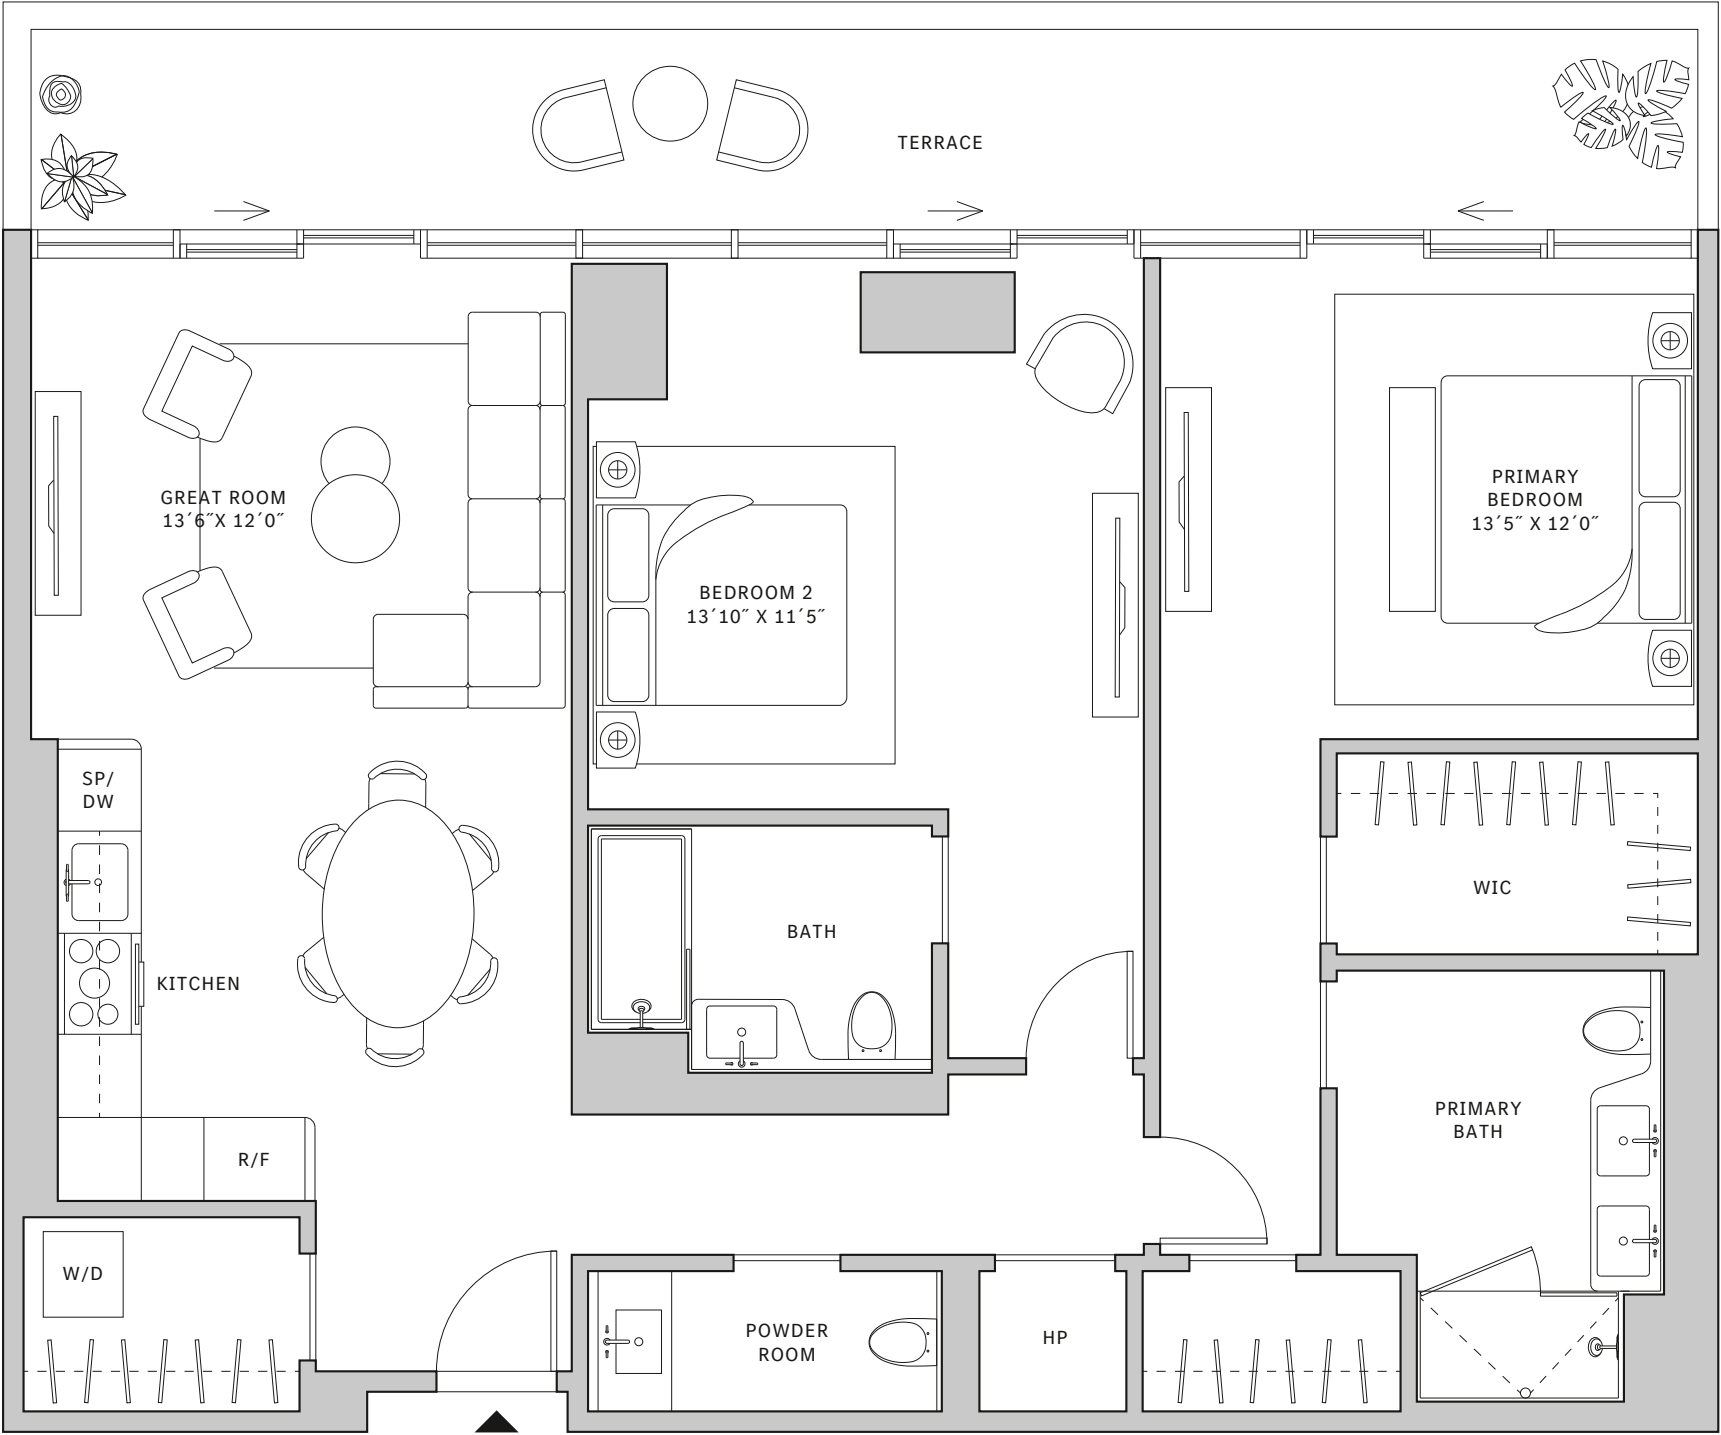 TERRACE
GREAT ROOM
13´6˝X 12´0˝
BEDROOM 2
13´10˝ X 11´5˝
PRIMARY
BEDROOM
13´5˝ X 12´0˝
SP/
DW
KITCHEN
R/F
W/D
BATH
WIC
PRIMARY
BATH
POWDER
ROOM
HP